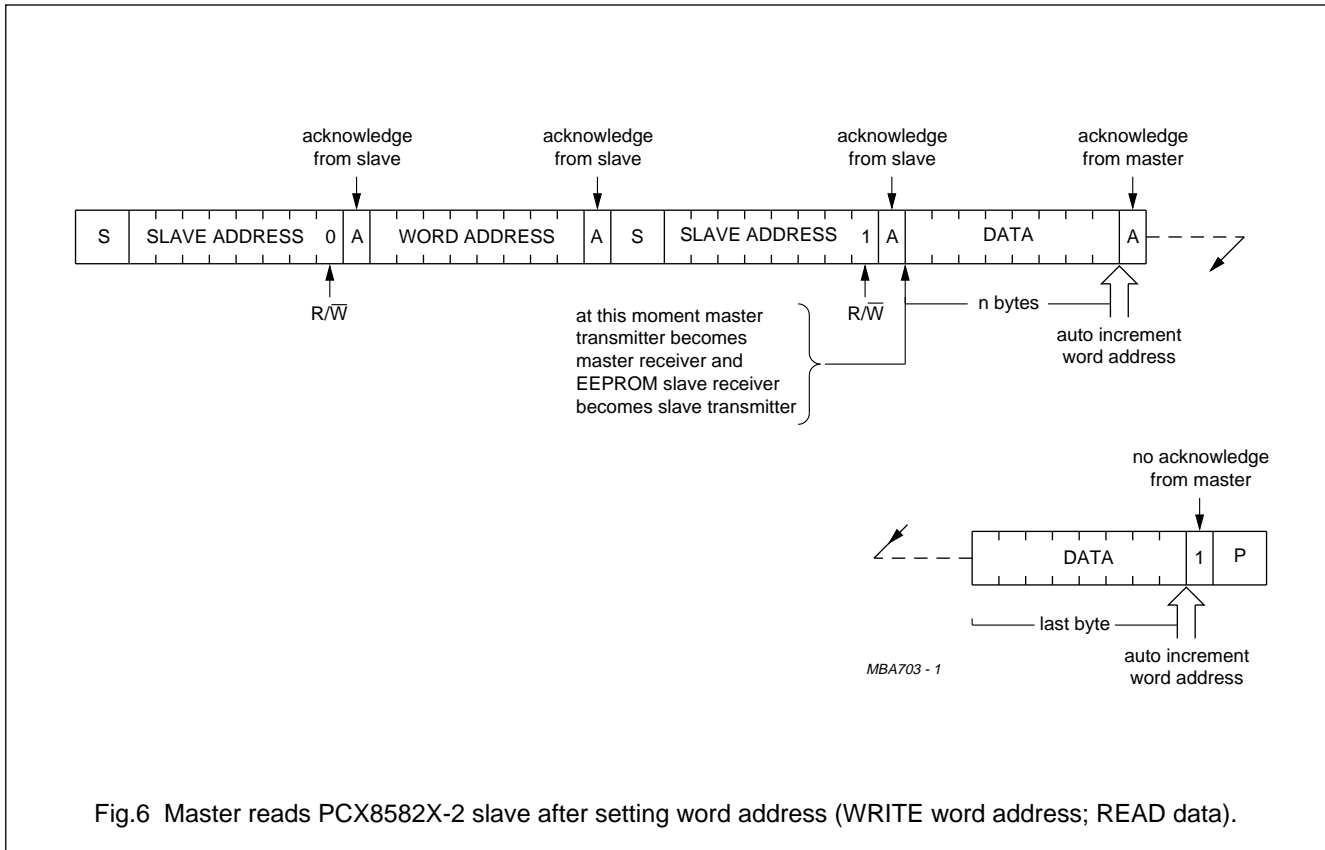 acknowledge from slave
acknowledge from slave
acknowledge from slave
acknowledge from master
S SLAVE ADDRESS 0 A WORD ADDRESS A S SLAVE ADDRESS 1 A DATA A
R/W̅
at this moment master
transmitter becomes
master receiver and
EEPROM slave receiver
becomes slave transmitter
R/W̅
n bytes
auto increment
word address
no acknowledge
from master
DATA 1 P
last byte
auto increment
word address
MBA703 - 1
Fig.6 Master reads PCX8582X-2 slave after setting word address (WRITE word address; READ data).